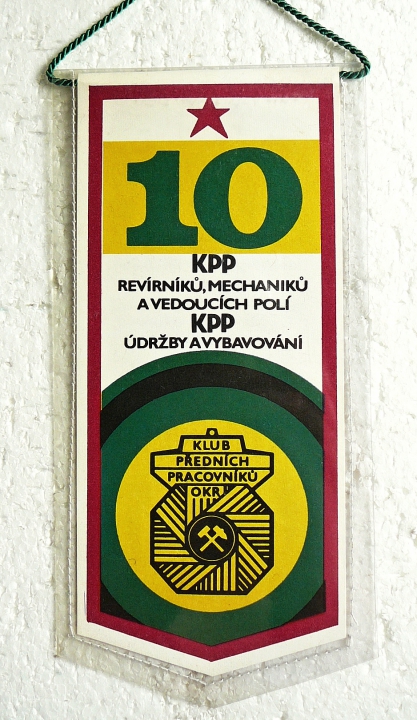 10
KPP
REVÍRNÍKŮ, MECHANIKŮ
A VEDOUCÍCH POLÍ
KPP
ÚDRŽBY A VYBAVOVÁNÍ
KLUB
PŘEDNÍCH
PRACOVNÍKŮ
OKR